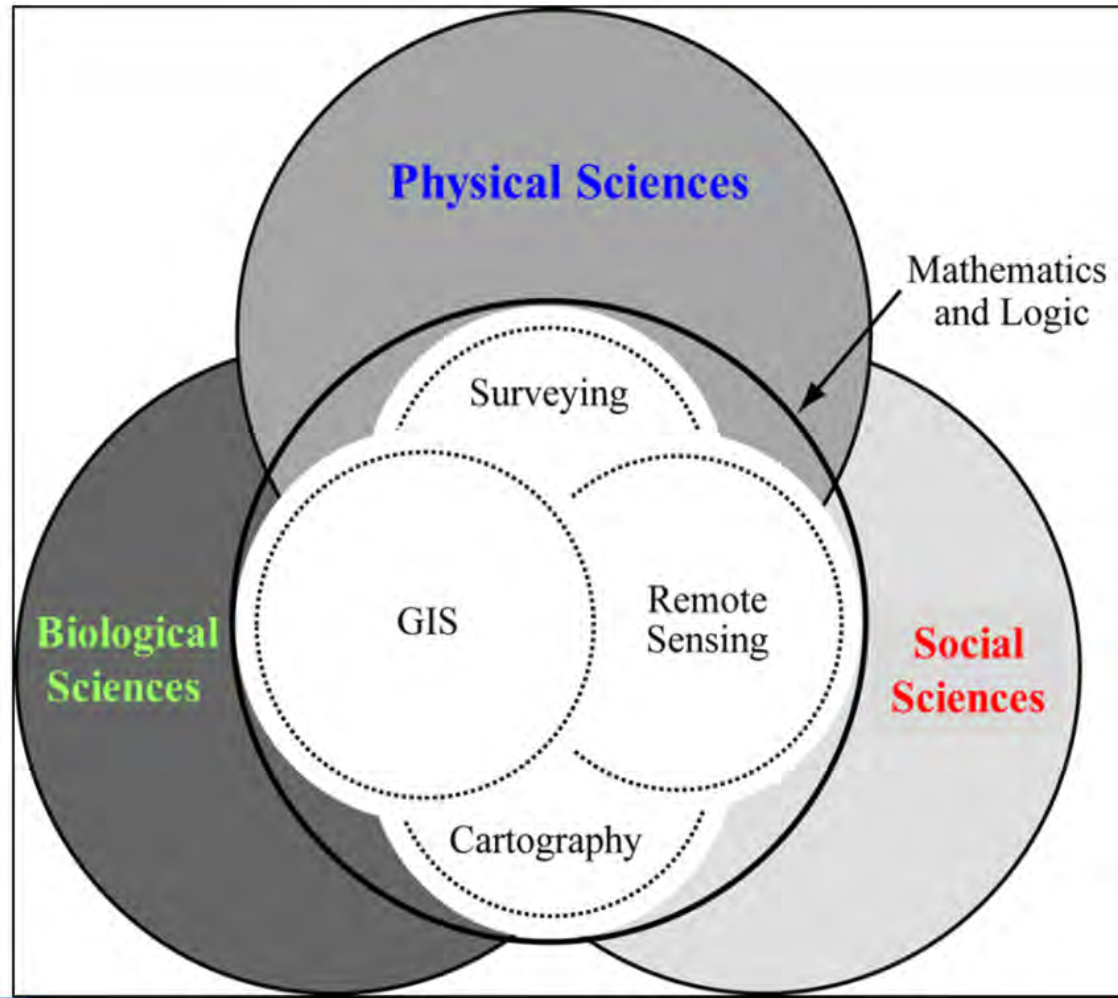 Physical Sciences
Mathematics
and Logic
Surveying
GIS
Remote
Sensing
Biological
Sciences
Social
Sciences
Cartography